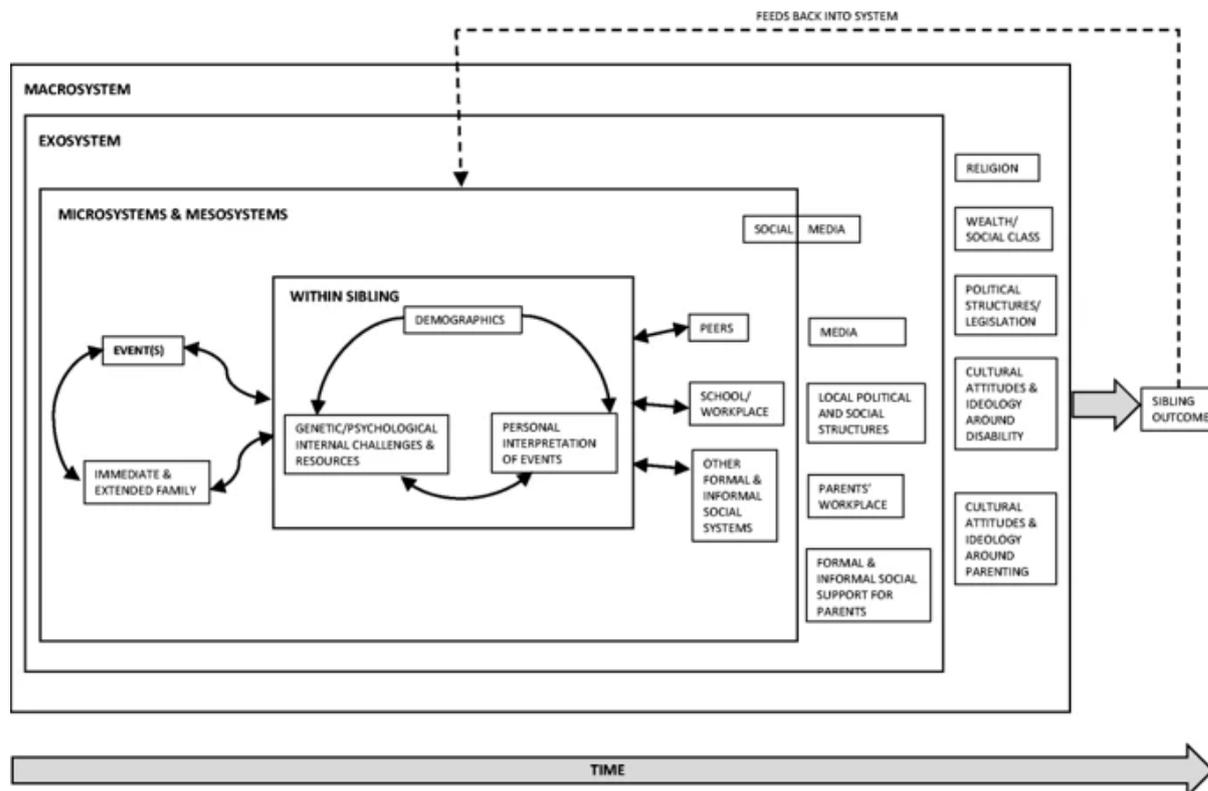 FEEDS BACK INTO SYSTEM
MACROSYSTEM
EXOSYSTEM
MICROSYSTEMS & MESOSYSTEMS
WITHIN SIBLING
DEMOGRAPHICS
GENETIC/PSYCHOLOGICAL
INTERNAL CHALLENGES &
RESOURCES
PERSONAL
INTERPRETATION
OF EVENTS
EVENT(S)
IMMEDIATE &
EXTENDED FAMILY
SOCIAL MEDIA
PEERS
SCHOOL/
WORKPLACE
OTHER
FORMAL &
INFORMAL
SOCIAL
SYSTEMS
MEDIA
LOCAL POLITICAL
AND SOCIAL
STRUCTURES
PARENTS'
WORKPLACE
FORMAL &
INFORMAL SOCIAL
SUPPORT FOR
PARENTS
RELIGION
WEALTH/
SOCIAL CLASS
POLITICAL
STRUCTURES/
LEGISLATION
CULTURAL
ATTITUDES &
IDEOLOGY
AROUND
DISABILITY
CULTURAL
ATTITUDES &
IDEOLOGY
AROUND
PARENTING
SIBLING
OUTCOME
TIME